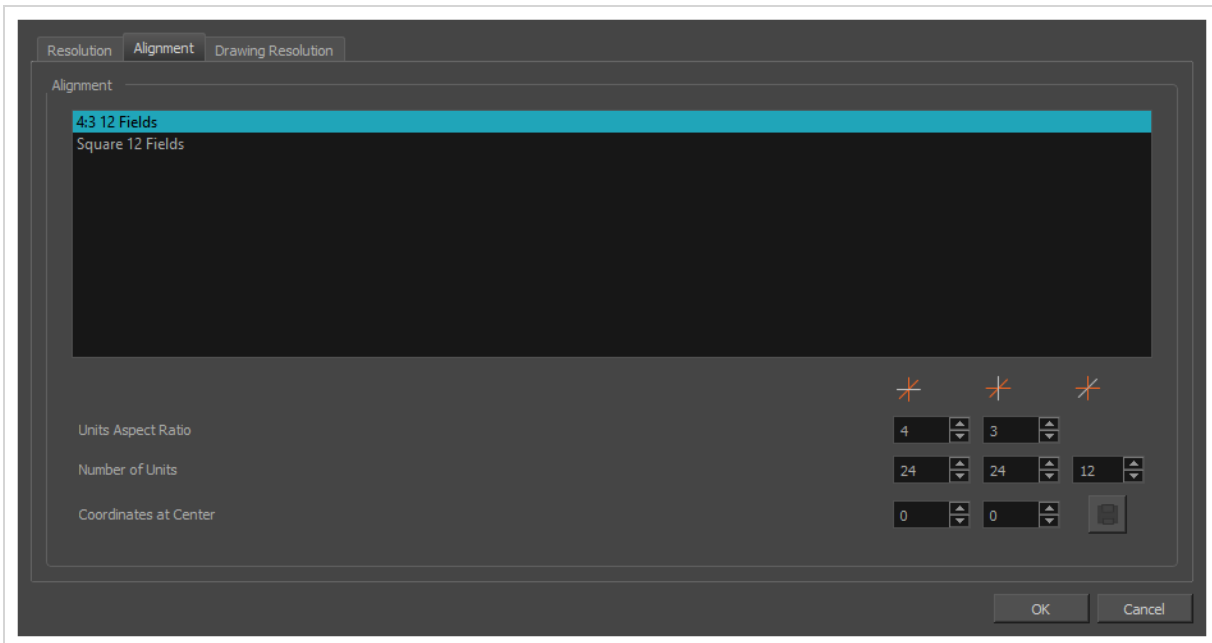 Resolution Alignment Drawing Resolution
Alignment
4:3 12 Fields
Square 12 Fields
Units Aspect Ratio 4 3
Number of Units 24 24 12
Coordinates at Center 0 0
OK Cancel